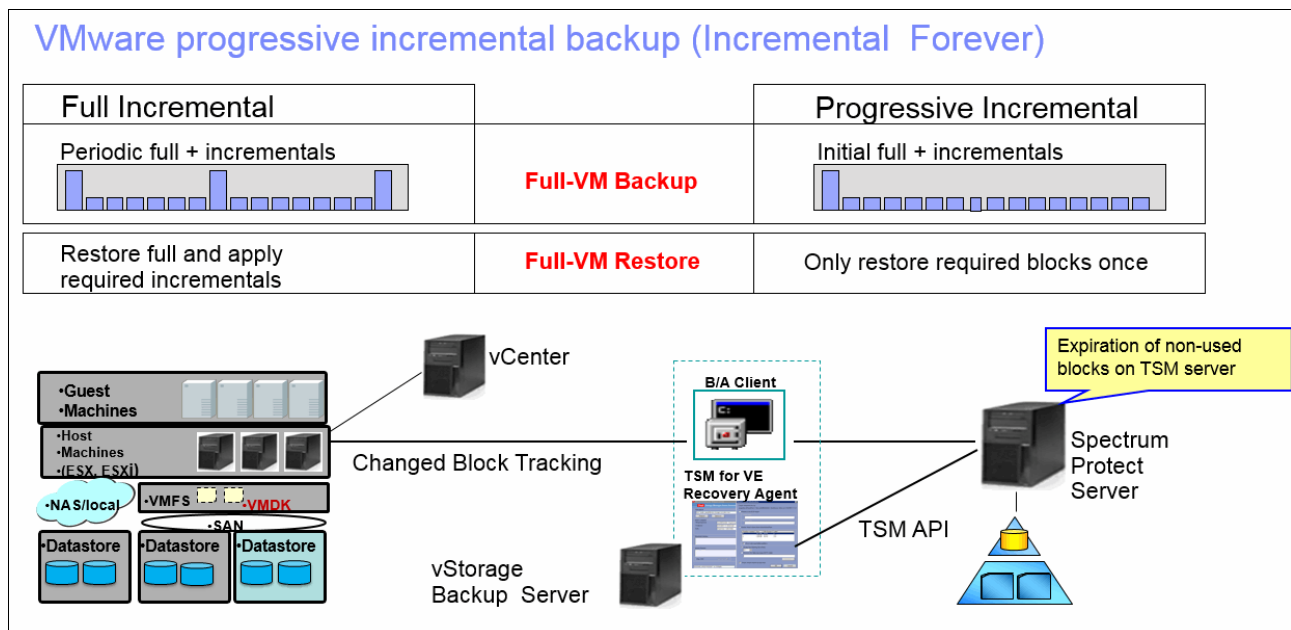 VMware progressive incremental backup (Incremental Forever)
Full Incremental
Progressive Incremental
Periodic full + incrementals
Full-VM Backup
Initial full + incrementals
Restore full and apply
required incrementals
Full-VM Restore
Only restore required blocks once
Expiration of non-used
blocks on TSM server
vCenter
•Guest
•Machines
•Host
•Machines
•(ESX, ESXi)
B/A Client
C:
Changed Block Tracking
Spectrum
Protect
Server
TSM for VE
Recovery Agent
•NAS/local
•VMFS
•VMDK
•SAN
TSM API
•Datastore
•Datastore
•Datastore
vStorage
Backup Server